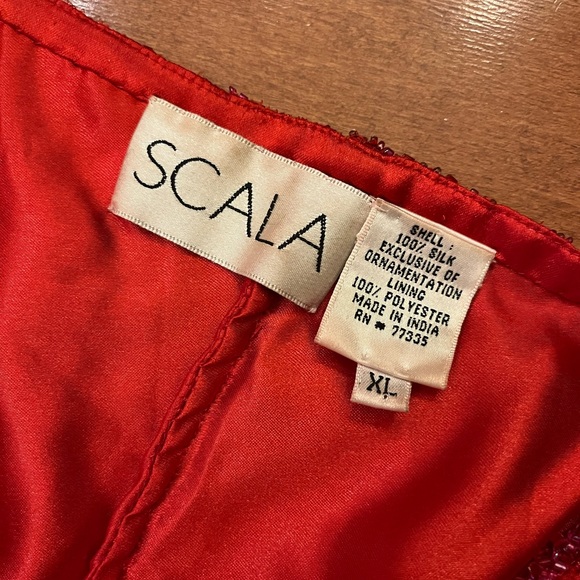 SCALA
SHELL:
100% SILK
EXCLUSIVE OF
ORNAMENTATION
LINING
100% POLYESTER
MADE IN INDIA
RN # 77335
XL